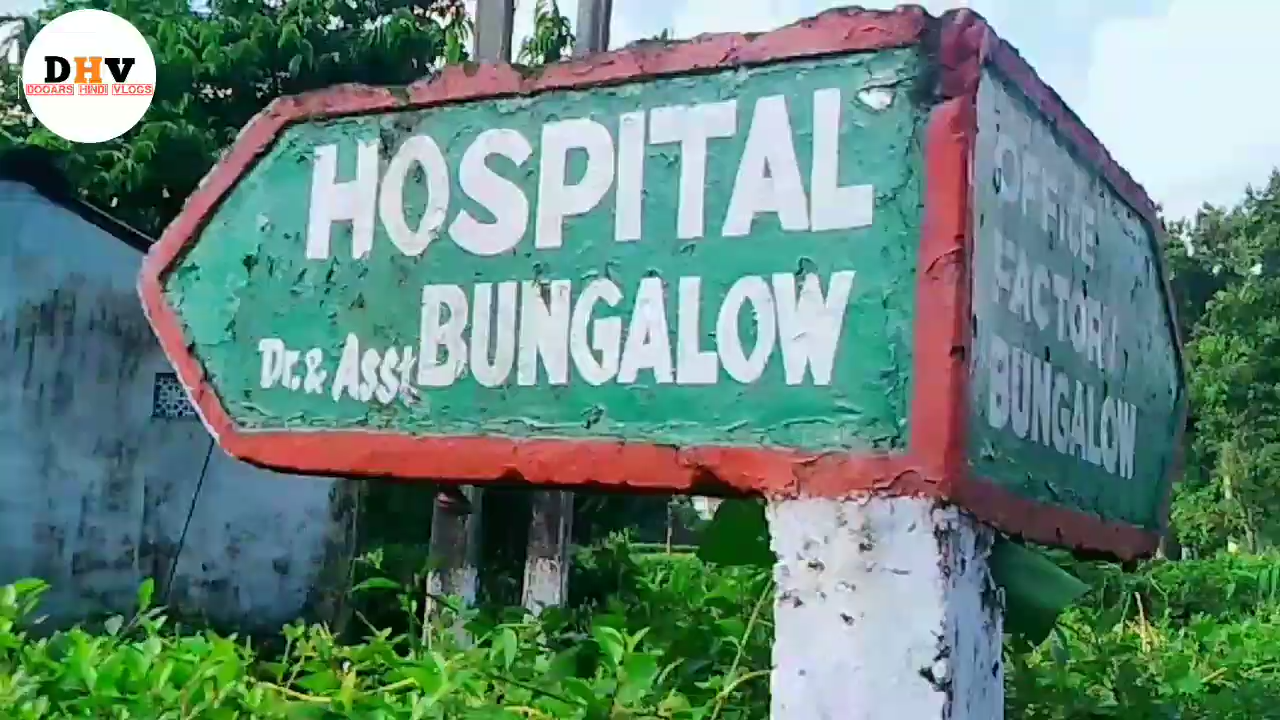 DHV
DOOARS HINDI VLOGS
HOSPITAL
Dr. & Asst BUNGALOW
OFFICE
FACTORY
BUNGALOW